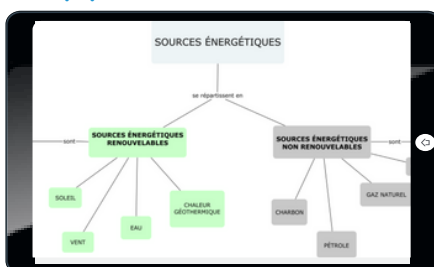 SOURCES ÉNERGÉTIQUES
se répartissent en
sont
SOURCES ÉNERGÉTIQUES
RENOUVELABLES
SOURCES ÉNERGÉTIQUES
NON RENOUVELABLES
sont
SOLEIL
VENT
EAU
CHALEUR
GÉOTHERMIQUE
CHARBON
PÉTROLE
GAZ NATUREL